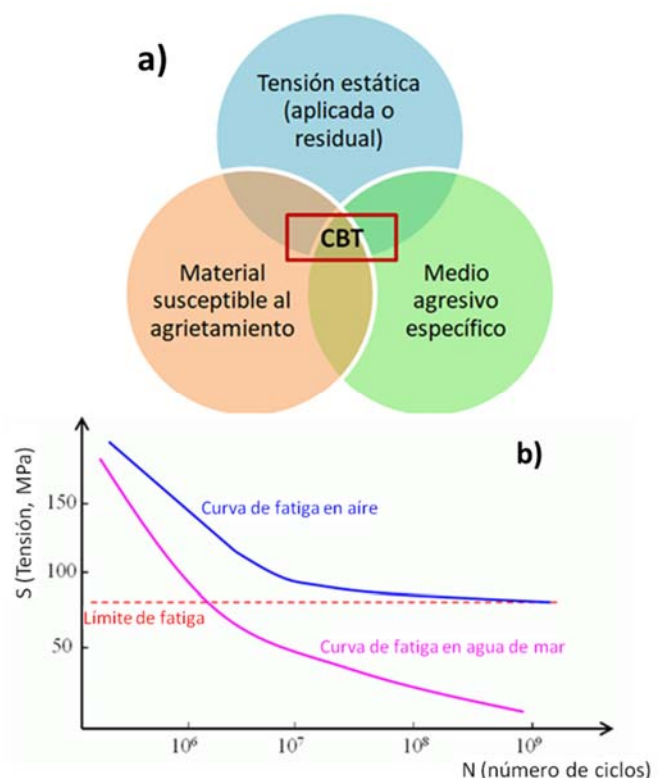 a)
Tensión estática
(aplicada o
residual)
CBT
Material
susceptible al
agrietamiento
Medio
agresivo
específico
b)
S (Tensión, MPa)
150
100
50
Curva de fatiga en aíre
Límite de fatiga
Curva de fatiga en agua de mar
10⁶
10⁷
10⁸
10⁹
N (número de ciclos)